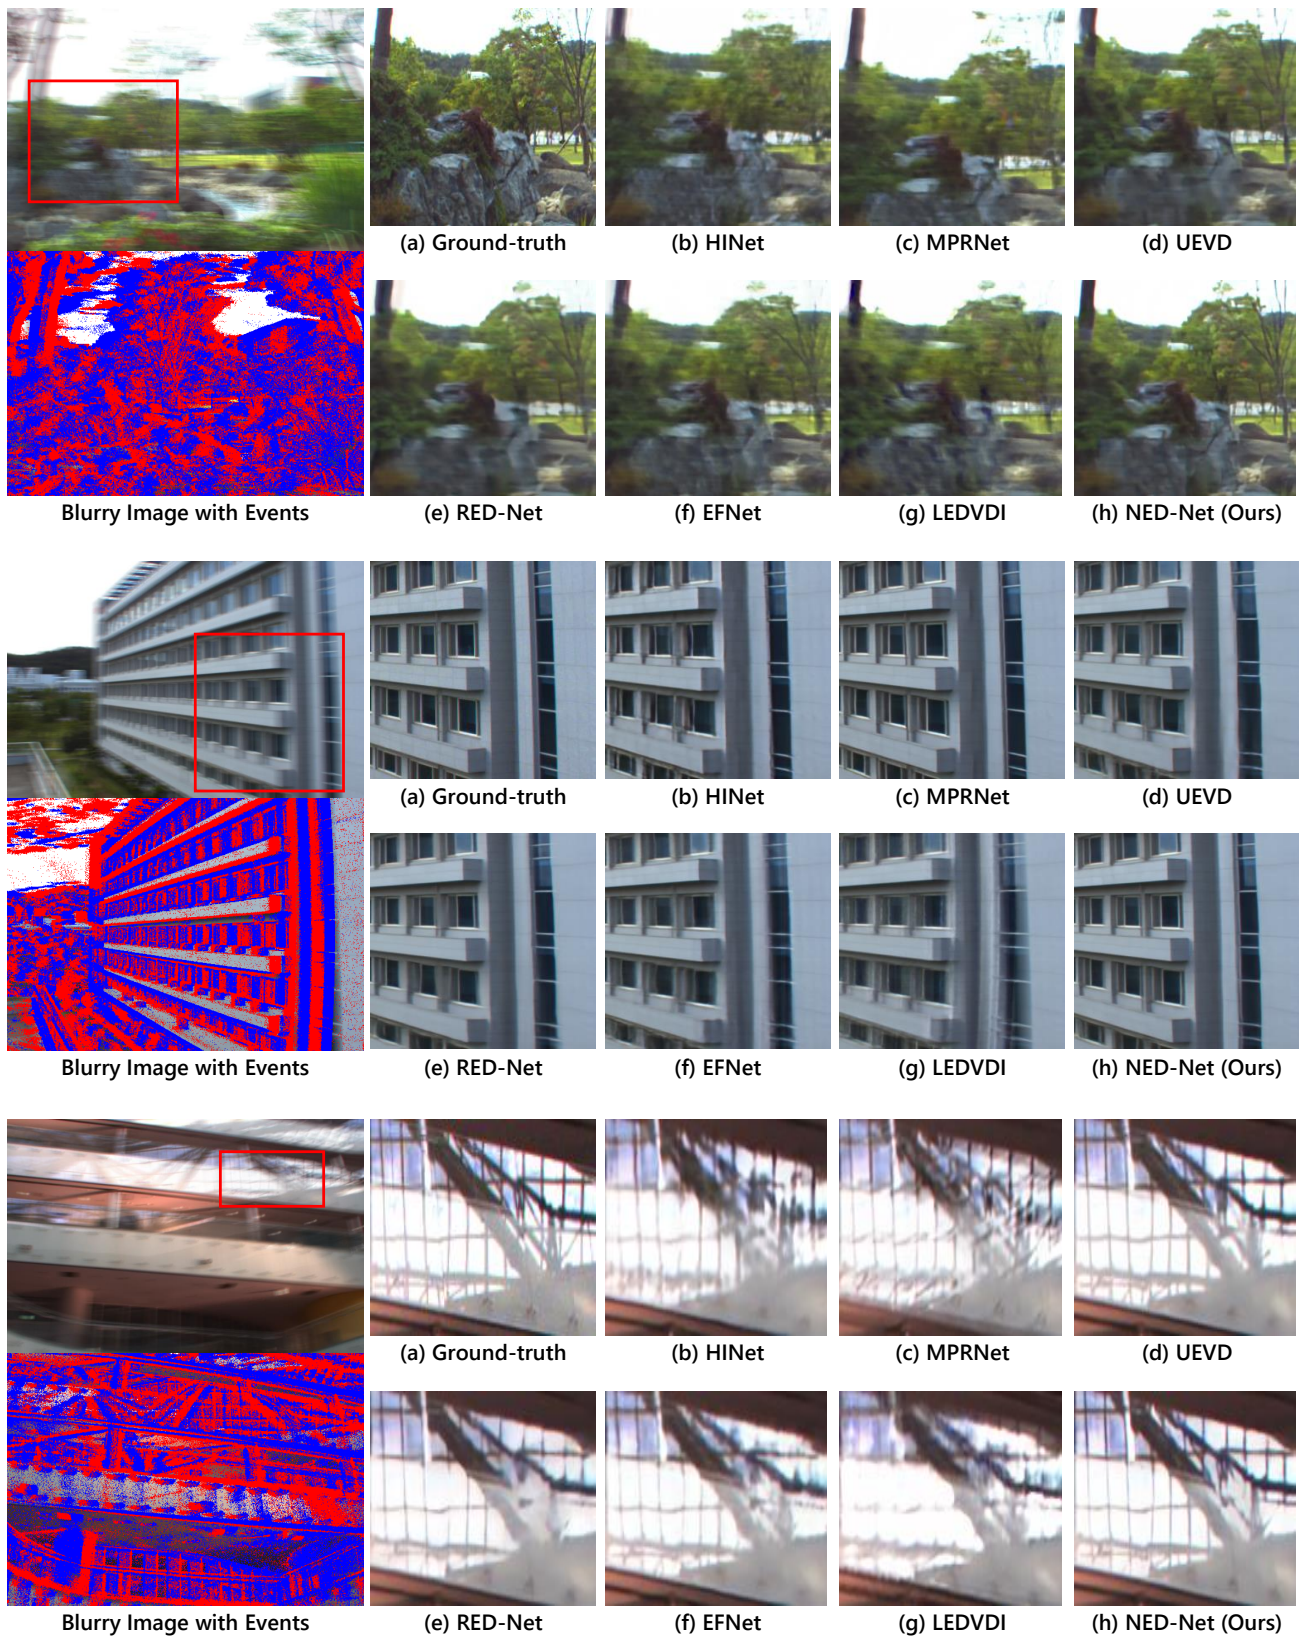 (a) Ground-truth
(b) HINet
(c) MPRNet
(d) UEVD
Blurry Image with Events
(e) RED-Net
(f) EFNet
(g) LEDVDI
(h) NED-Net (Ours)
(a) Ground-truth
(b) HINet
(c) MPRNet
(d) UEVD
Blurry Image with Events
(e) RED-Net
(f) EFNet
(g) LEDVDI
(h) NED-Net (Ours)
(a) Ground-truth
(b) HINet
(c) MPRNet
(d) UEVD
Blurry Image with Events
(e) RED-Net
(f) EFNet
(g) LEDVDI
(h) NED-Net (Ours)